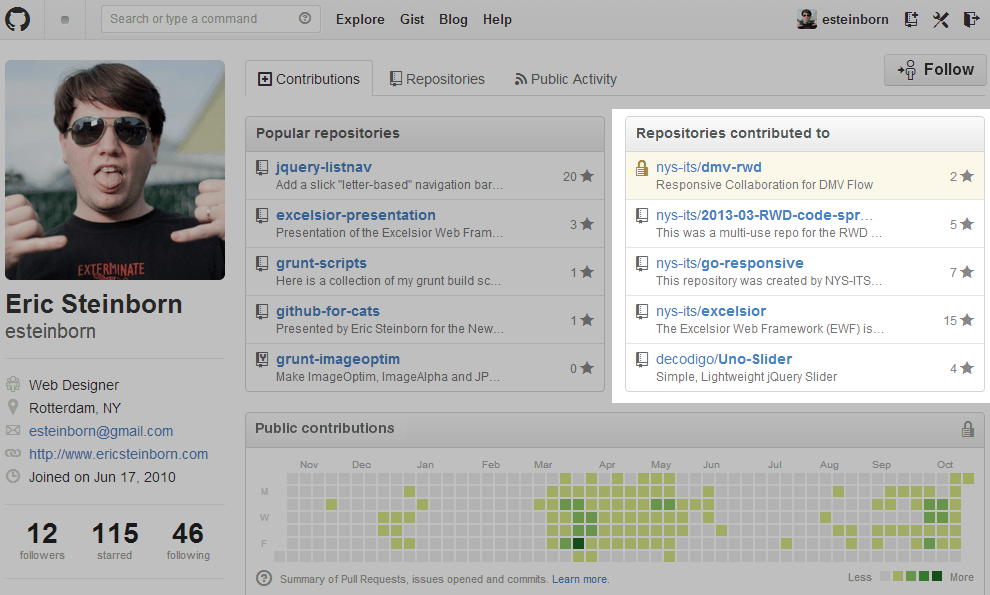 Search or type a command
Explore Gist Blog Help
esteinborn
Contributions
Repositories
Public Activity
Follow
EXTERMINATE
Eric Steinborn
esteinborn
Web Designer
Rotterdam, NY
esteinborn@gmail.com
http://www.ericsteinborn.com
Joined on Jun 17, 2010
12 115 46
followers starred following
Popular repositories
jquery-listnav
Add a slick "letter-based" navigation bar…
20
excelsior-presentation
Presentation of the Excelsior Web Fram…
3
grunt-scripts
Here is a collection of my grunt build sc…
1
github-for-cats
Presented by Eric Steinborn for the New…
1
grunt-imageoptim
Make ImageOptim, ImageAlpha and JP…
0
Repositories contributed to
nys-its/dmv-rwd
Responsive Collaboration for DMV Flow
2
nys-its/2013-03-RWD-code-spr…
This was a multi-use repo for the RWD …
5
nys-its/go-responsive
This repository was created by NYS-ITS…
7
nys-its/excelsior
The Excelsior Web Framework (EWF) is…
15
decodigo/Uno-Slider
Simple, Lightweight jQuery Slider
4
Public contributions
Nov Dec Jan Feb Mar Apr May Jun Jul Aug Sep Oct
M
W
F
Summary of Pull Requests, issues opened and commits. Learn more.
Less More